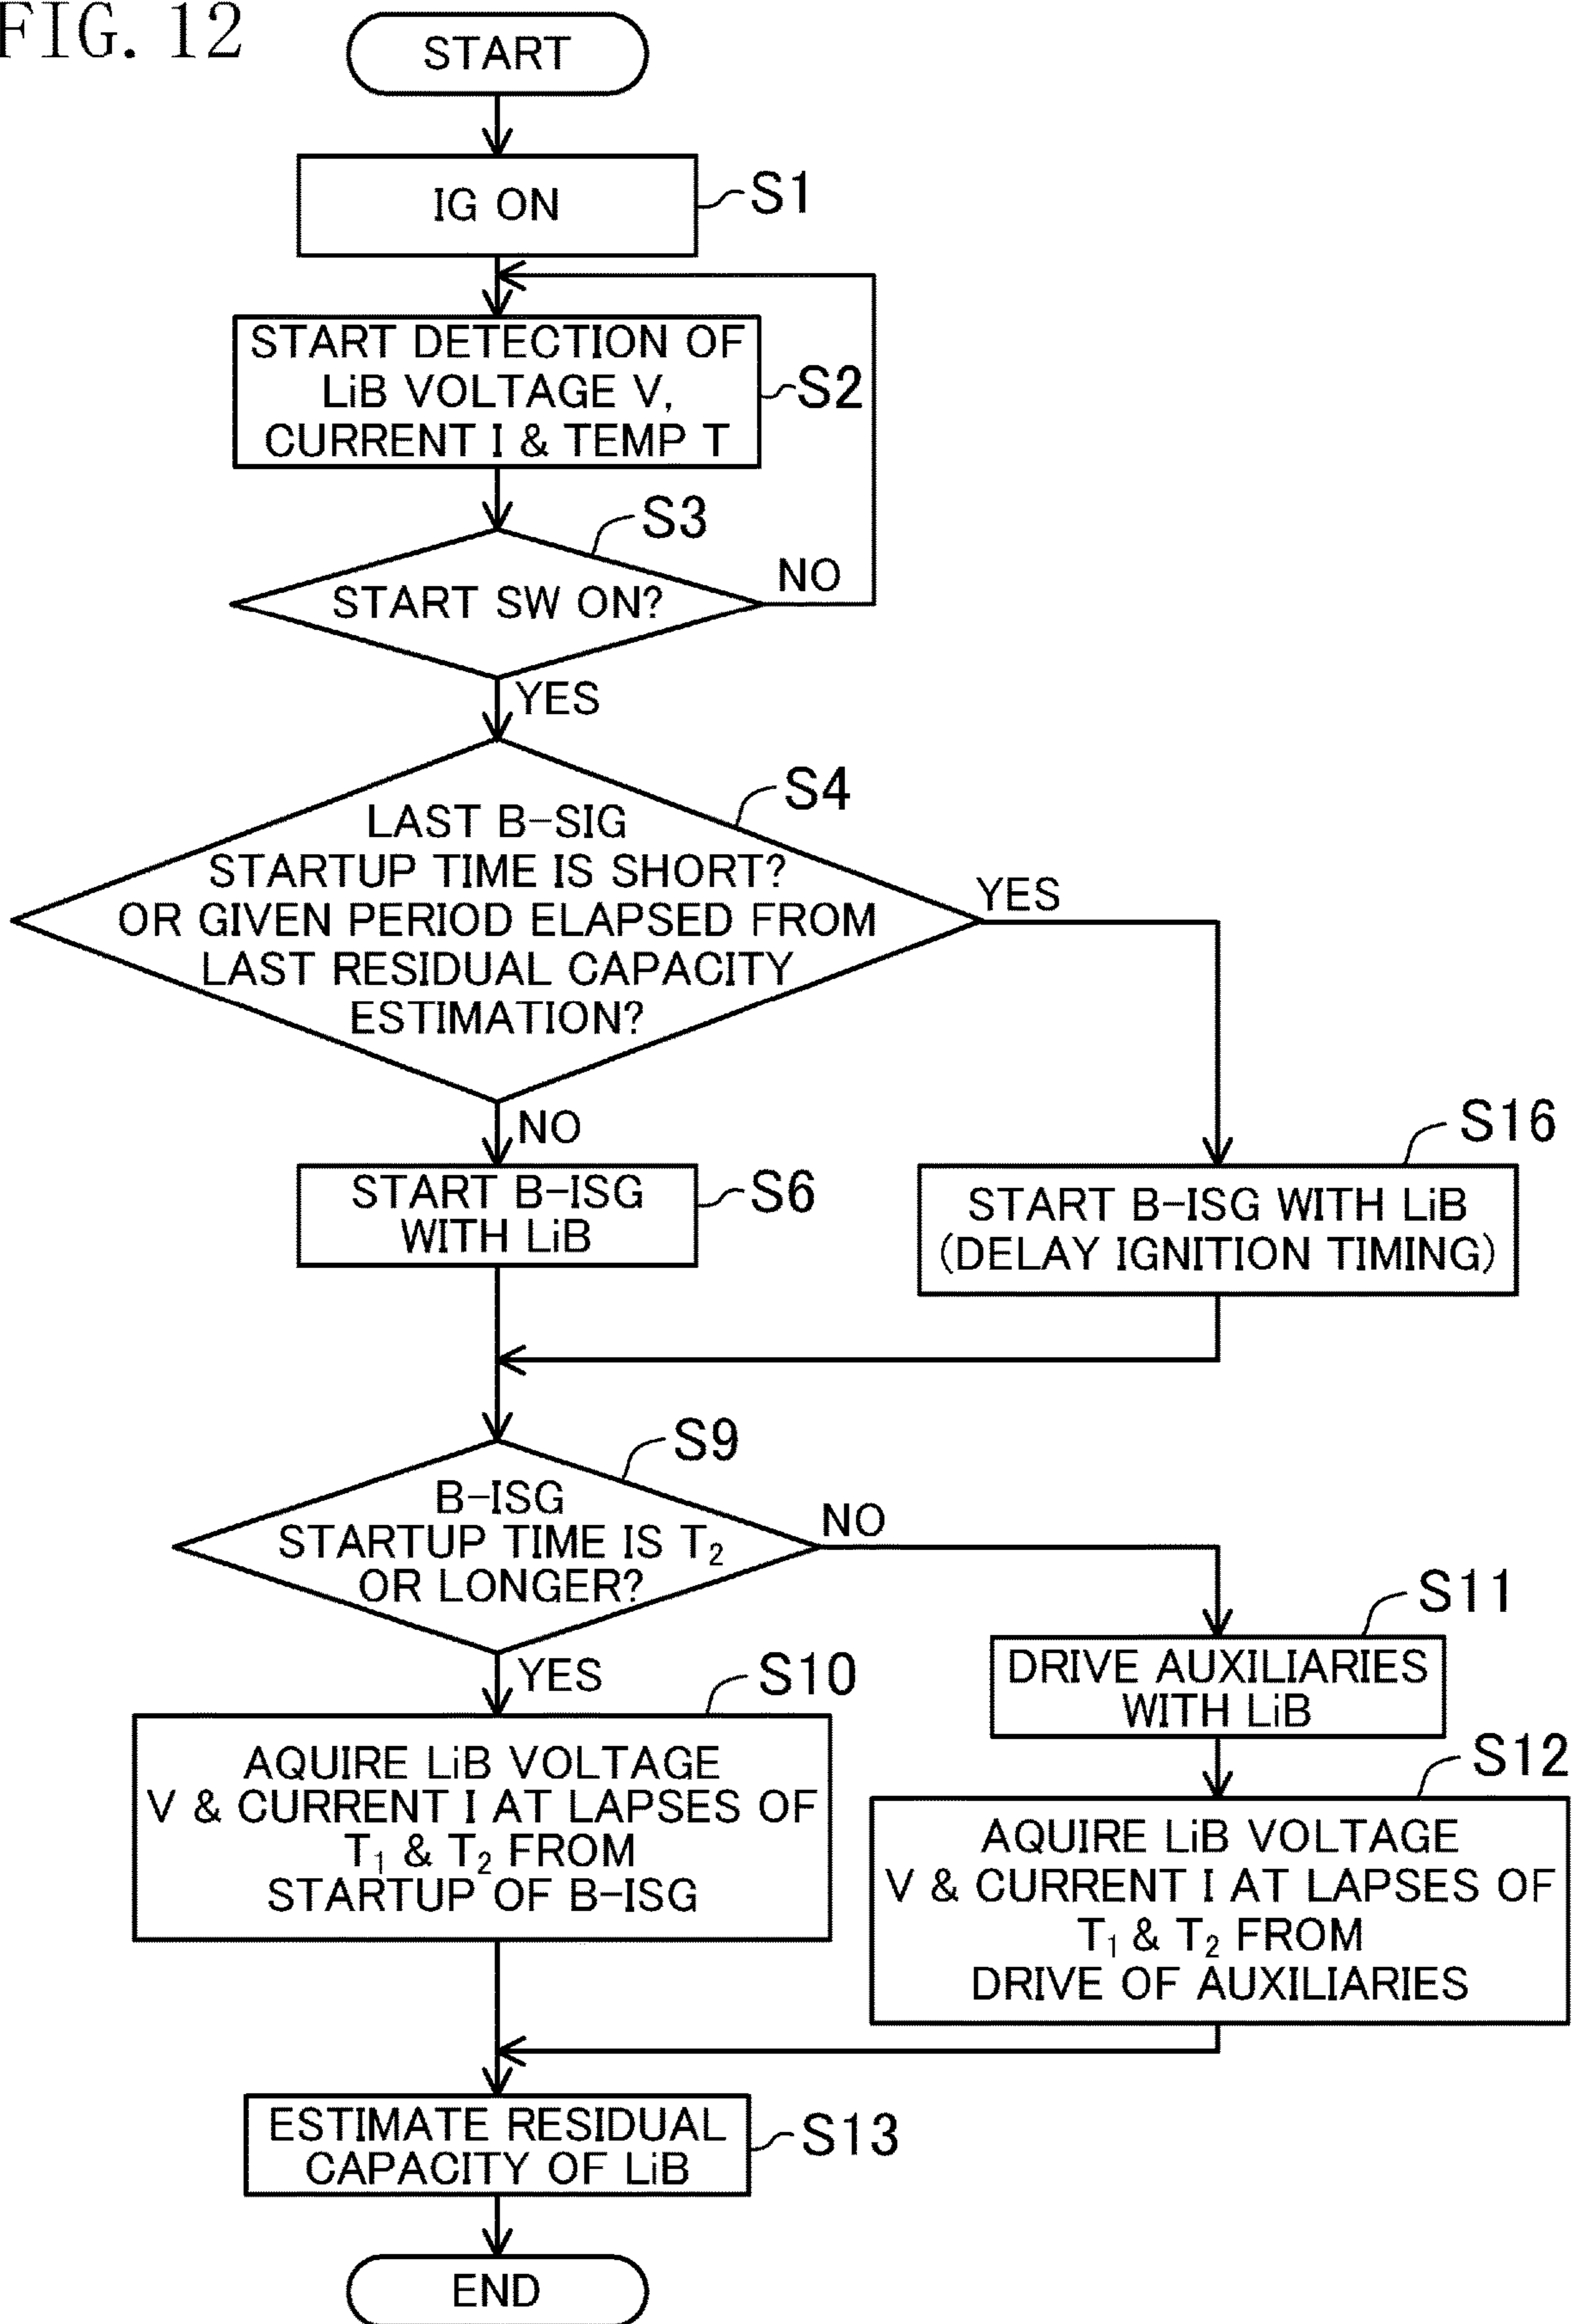 FIG. 12
START
IG ON
S1
START DETECTION OF
LiB VOLTAGE V,
CURRENT I & TEMP T
S2
S3
START SW ON?
NO
YES
S4
LAST B-SIG
STARTUP TIME IS SHORT?
OR GIVEN PERIOD ELAPSED FROM
LAST RESIDUAL CAPACITY
ESTIMATION?
YES
NO
START B-ISG
WITH LiB
S6
S16
START B-ISG WITH LiB
(DELAY IGNITION TIMING)
S9
B-ISG
STARTUP TIME IS T₂
OR LONGER?
NO
YES
S11
DRIVE AUXILIARIES
WITH LiB
S10
AQUIRE LiB VOLTAGE
V & CURRENT I AT LAPSES OF
T₁ & T₂ FROM
STARTUP OF B-ISG
S12
AQUIRE LiB VOLTAGE
V & CURRENT I AT LAPSES OF
T₁ & T₂ FROM
DRIVE OF AUXILIARIES
ESTIMATE RESIDUAL
CAPACITY OF LiB
S13
END